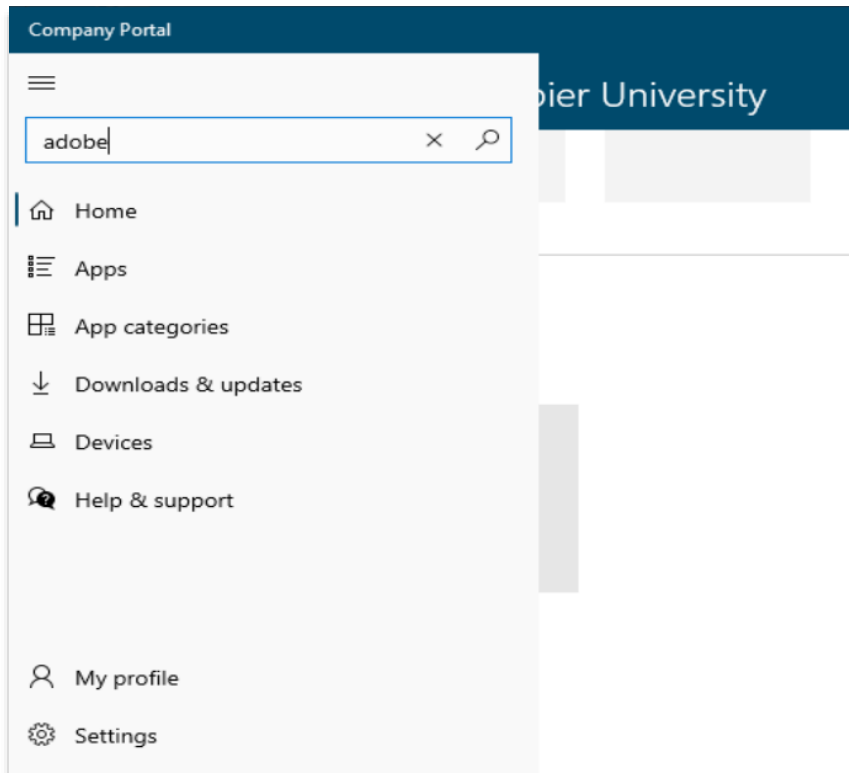 Company Portal
pier University
adobe
Home
Apps
App categories
Downloads & updates
Devices
Help & support
My profile
Settings